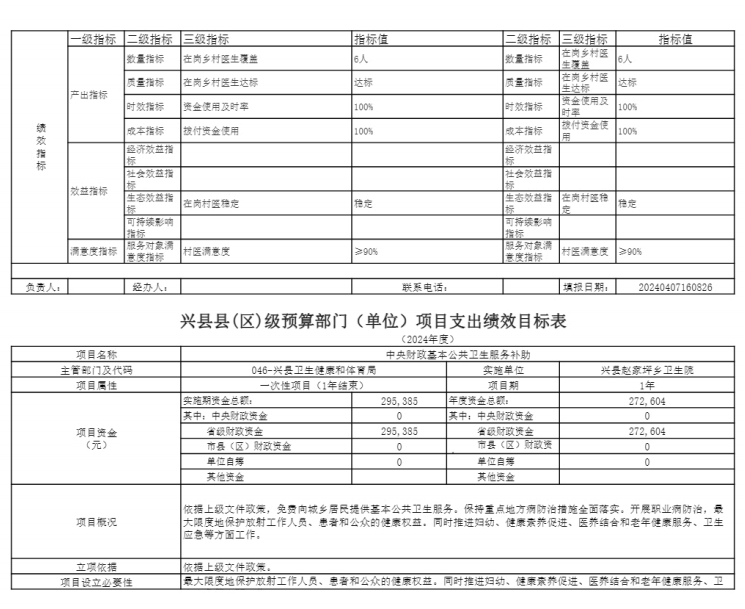 一级指标 二级指标 三级指标 指标值 二级指标 三级指标 指标值
绩效指标
产出指标
数量指标 在岗乡村医生覆盖 6人 数量指标 在岗乡村医生覆盖 6人
质量指标 在岗乡村医生达标 达标 质量指标 在岗乡村医生达标 达标
时效指标 资金使用及时率 100% 时效指标 资金使用及时率 100%
成本指标 拨付资金使用 100% 成本指标 拨付资金使用 100%
效益指标
经济效益指标 经济效益指标
社会效益指标 社会效益指标
生态效益指标 在岗村医稳定 稳定 生态效益指标 在岗村医稳定 稳定
可持续影响指标 可持续影响指标
满意度指标 服务对象满意度指标 村医满意度 ≥90% 服务对象满意度指标 村医满意度 ≥90%
负责人: 经办人: 联系电话: 填报日期: 20240407160826
兴县县(区)级预算部门（单位）项目支出绩效目标表
（2024年度）
项目名称 中央财政基本公共卫生服务补助
主管部门及代码 046-兴县卫生健康和体育局 实施单位 兴县赵家坪乡卫生院
项目属性 一次性项目（1年结束） 项目期 1年
项目资金
（元）
实施期资金总额: 295,385 年度资金总额: 272,604
其中: 中央财政资金 0 其中: 中央财政资金 0
省级财政资金 295,385 省级财政资金 272,604
市县（区）财政资金 0 市县（区）财政资 0
单位自筹 0 单位自筹 0
其他资金 其他资金
项目概况
依据上级文件政策，免费向城乡居民提供基本公共卫生服务。保持重点地方病防治措施全面落实。开展职业病防治，最
大限度地保护放射工作人员、患者和公众的健康权益。同时推进妇幼、健康素养促进、医养结合和老年健康服务、卫生
应急等方面工作。
立项依据 依据上级文件政策。
项目设立必要性 最大限度地保护放射工作人员、患者和公众的健康权益。同时推进妇幼、健康素养促进、医养结合和老年健康服务、卫